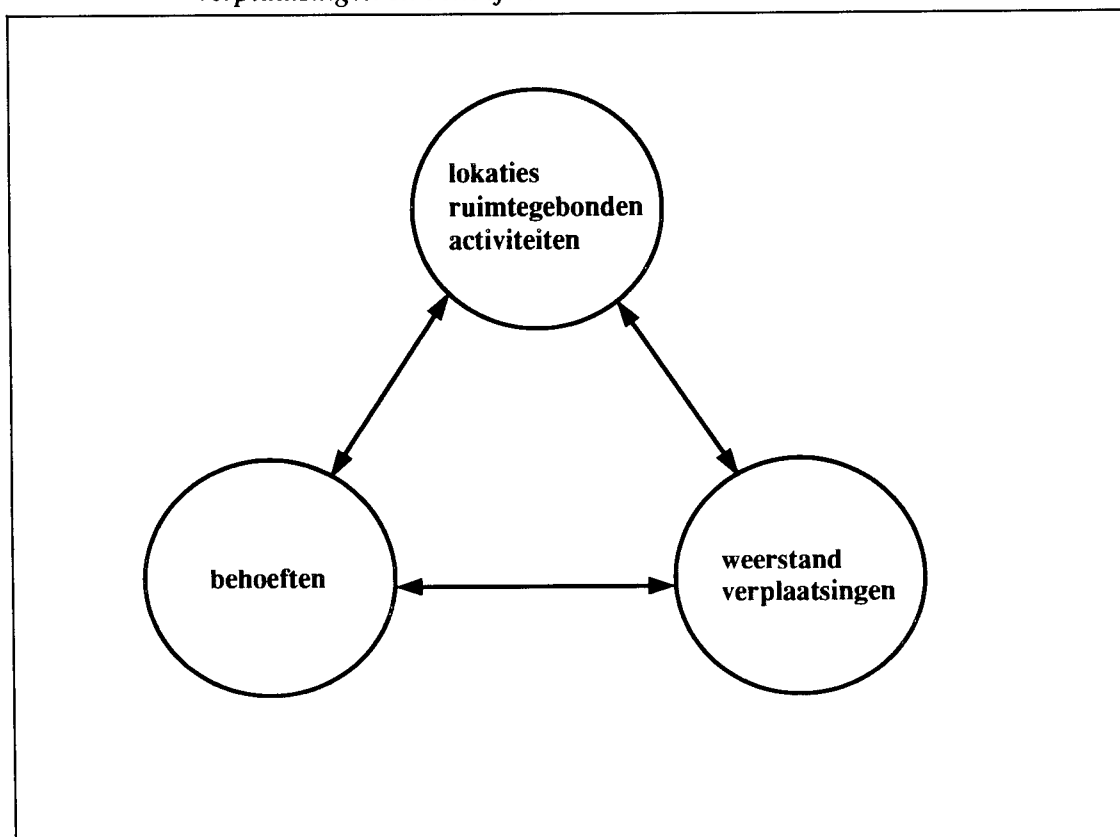 lokaties
ruimtegebonden
activiteiten
behoeften
weerstand
verplaatsingen